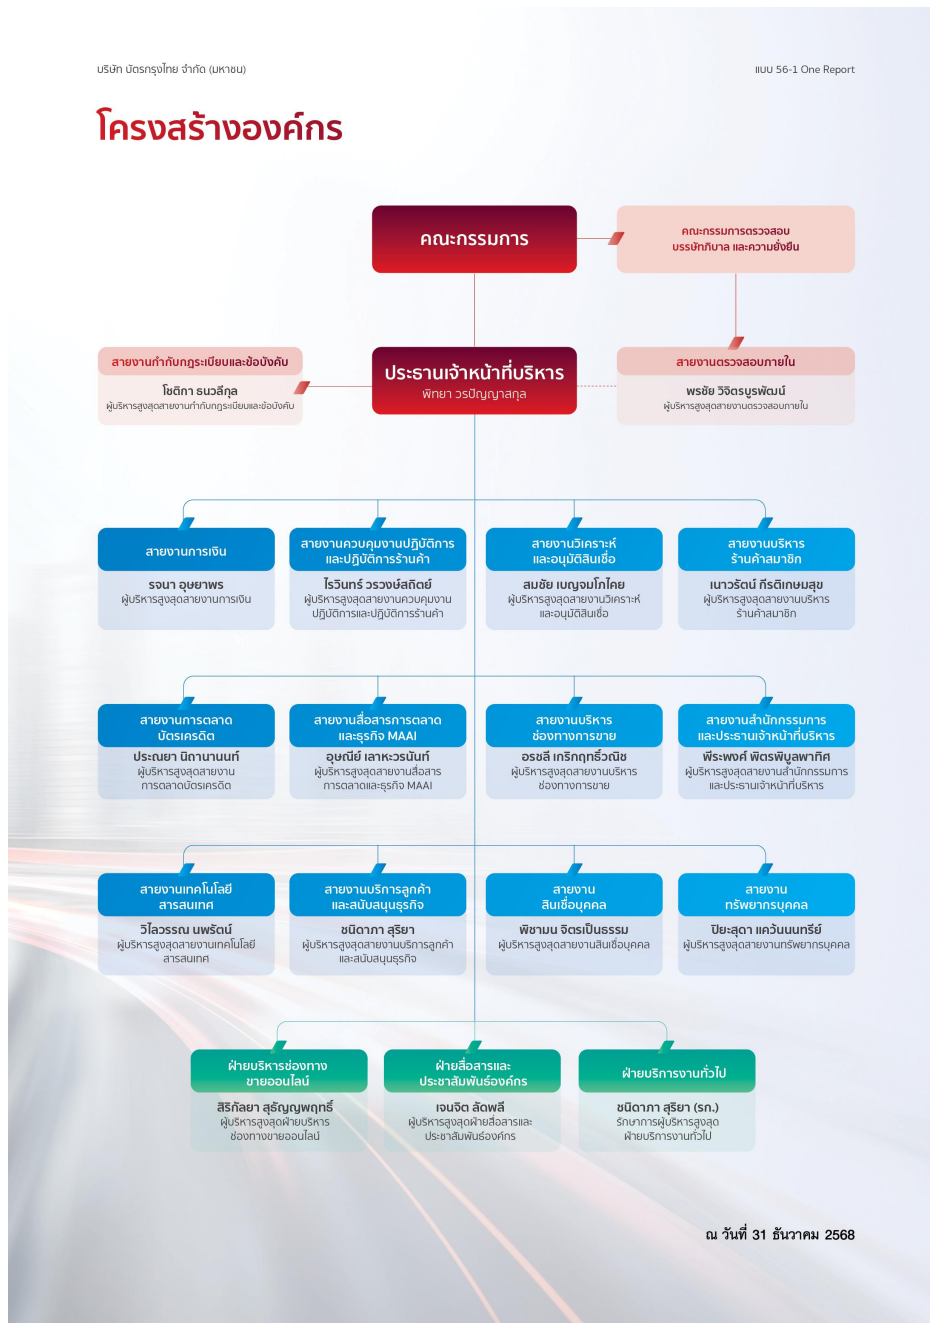 บริษัท บัตรกรุงไทย จำกัด (มหาชน)
แบบ 56-1 One Report
โครงสร้างองค์กร
คณะกรรมการ
คณะกรรมการตรวจสอบ
บรรษัทภิบาล และความยั่งยืน
สายงานกำกับกฎระเบียบและข้อบังคับ
โชติกา ธนวลีกุล
ผู้บริหารสูงสุดสายงานกำกับกฎระเบียบและข้อบังคับ
ประธานเจ้าหน้าที่บริหาร
พิทยา วรปัญญาสกุล
สายงานตรวจสอบภายใน
พรชัย วิจิตรบูรพัฒน์
ผู้บริหารสูงสุดสายงานตรวจสอบภายใน
สายงานการเงิน
รจนา อุษยาพร
ผู้บริหารสูงสุดสายงานการเงิน
สายงานควบคุมงานปฏิบัติการ
และปฏิบัติการร้านค้า
ไรวินทร์ วรวงษ์สถิตย์
ผู้บริหารสูงสุดสายงานควบคุมงาน
ปฏิบัติการและปฏิบัติการร้านค้า
สายงานวิเคราะห์
และอนุมัติสินเชื่อ
สมชัย เบญจมโภไคย
ผู้บริหารสูงสุดสายงานวิเคราะห์
และอนุมัติสินเชื่อ
สายงานบริหาร
ร้านค้าสมาชิก
เนาวรัตน์ กีรติเกษมสุข
ผู้บริหารสูงสุดสายงานบริหาร
ร้านค้าสมาชิก
สายงานการตลาด
บัตรเครดิต
ประณยา นิถานานนท์
ผู้บริหารสูงสุดสายงาน
การตลาดบัตรเครดิต
สายงานสื่อสารการตลาด
และธุรกิจ MAAI
อุษณีย์ เลาหะวรนันท์
ผู้บริหารสูงสุดสายงานสื่อสาร
การตลาดและธุรกิจ MAAI
สายงานบริหาร
ช่องทางการขาย
อรชลี เกริกฤทธิ์วณิช
ผู้บริหารสูงสุดสายงานบริหาร
ช่องทางการขาย
สายงานสำนักกรรมการ
และประธานเจ้าหน้าที่บริหาร
พีระพงศ์ พิตรพิบูลพาทิศ
ผู้บริหารสูงสุดสายงานสำนักกรรมการ
และประธานเจ้าหน้าที่บริหาร
สายงานเทคโนโลยี
สารสนเทศ
วิไลวรรณ นพรัตน์
ผู้บริหารสูงสุดสายงานเทคโนโลยี
สารสนเทศ
สายงานบริการลูกค้า
และสนับสนุนธุรกิจ
ชนิดาภา สุริยา
ผู้บริหารสูงสุดสายงานบริการลูกค้า
และสนับสนุนธุรกิจ
สายงาน
สินเชื่อบุคคล
พิชามน จิตรเป็นธรรม
ผู้บริหารสูงสุดสายงานสินเชื่อบุคคล
สายงาน
ทรัพยากรบุคคล
ปิยะสุดา แคว้นนนทรีย์
ผู้บริหารสูงสุดสายงานทรัพยากรบุคคล
ฝ่ายบริหารช่องทาง
ขายออนไลน์
สิริกัลยา สุธัญญพฤทธิ์
ผู้บริหารสูงสุดฝ่ายบริหาร
ช่องทางขายออนไลน์
ฝ่ายสื่อสารและ
ประชาสัมพันธ์องค์กร
เจนจิต ลัดพลี
ผู้บริหารสูงสุดฝ่ายสื่อสารและ
ประชาสัมพันธ์องค์กร
ฝ่ายบริการงานทั่วไป
ชนิดาภา สุริยา (รก.)
รักษาการผู้บริหารสูงสุด
ฝ่ายบริการงานทั่วไป
ณ วันที่ 31 ธันวาคม 2568